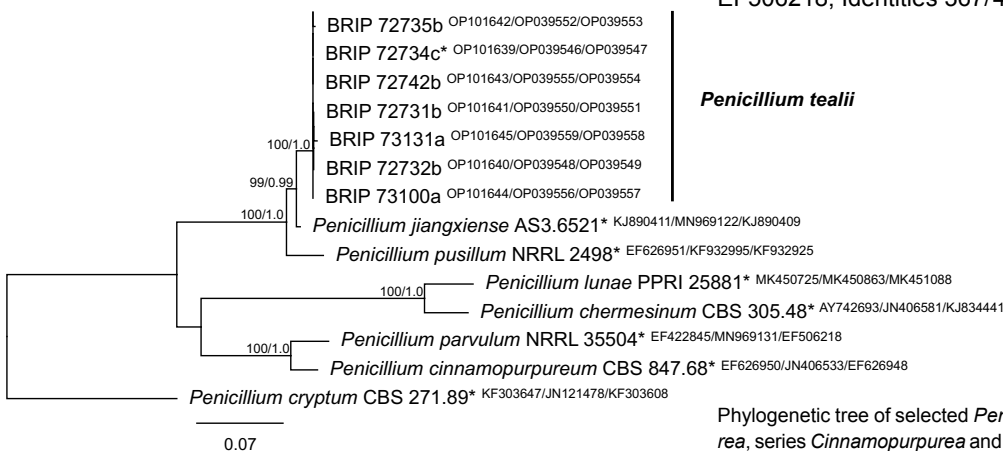 EF506218; Identities 367/4
BRIP 72735b OP101642/OP039552/OP039553
BRIP 72734c* OP101639/OP039546/OP039547
BRIP 72742b OP101643/OP039555/OP039554
Penicillium tealii
BRIP 72731b OP101641/OP039550/OP039551
BRIP 73131a OP101645/OP039559/OP039558
100/1.0
BRIP 72732b OP101640/OP039548/OP039549
99/0.99
BRIP 73100a OP101644/OP039556/OP039557
100/1.0
Penicillium jiangxiense AS3.6521* KJ890411/MN969122/KJ890409
Penicillium pusillum NRRL 2498* EF626951/KF932995/KF932925
Penicillium lunae PPRI 25881* MK450725/MK450863/MK451088
100/1.0
Penicillium chermesinum CBS 305.48* AY742693/JN406581/KJ834441
Penicillium parvulum NRRL 35504* EF422845/MN969131/EF506218
100/1.0
Penicillium cinnamopurpureum CBS 847.68* EF626950/JN406533/EF626948
Penicillium cryptum CBS 271.89* KF303647/JN121478/KF303608
0.07
Phylogenetic tree of selected Per
rea, series Cinnamopurpurea and